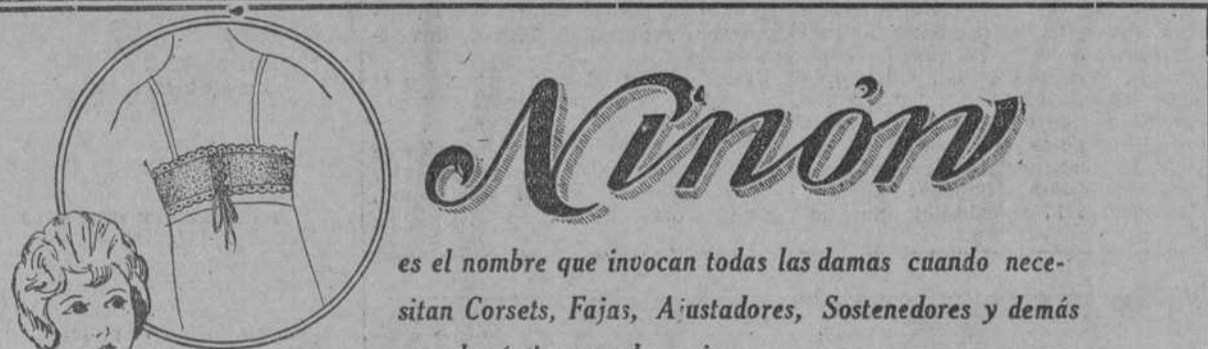 Ninón
es el nombre que invocan todas las damas cuando nece-
sitan Corsets, Fajas, Ajustadores, Sostenedores y demás